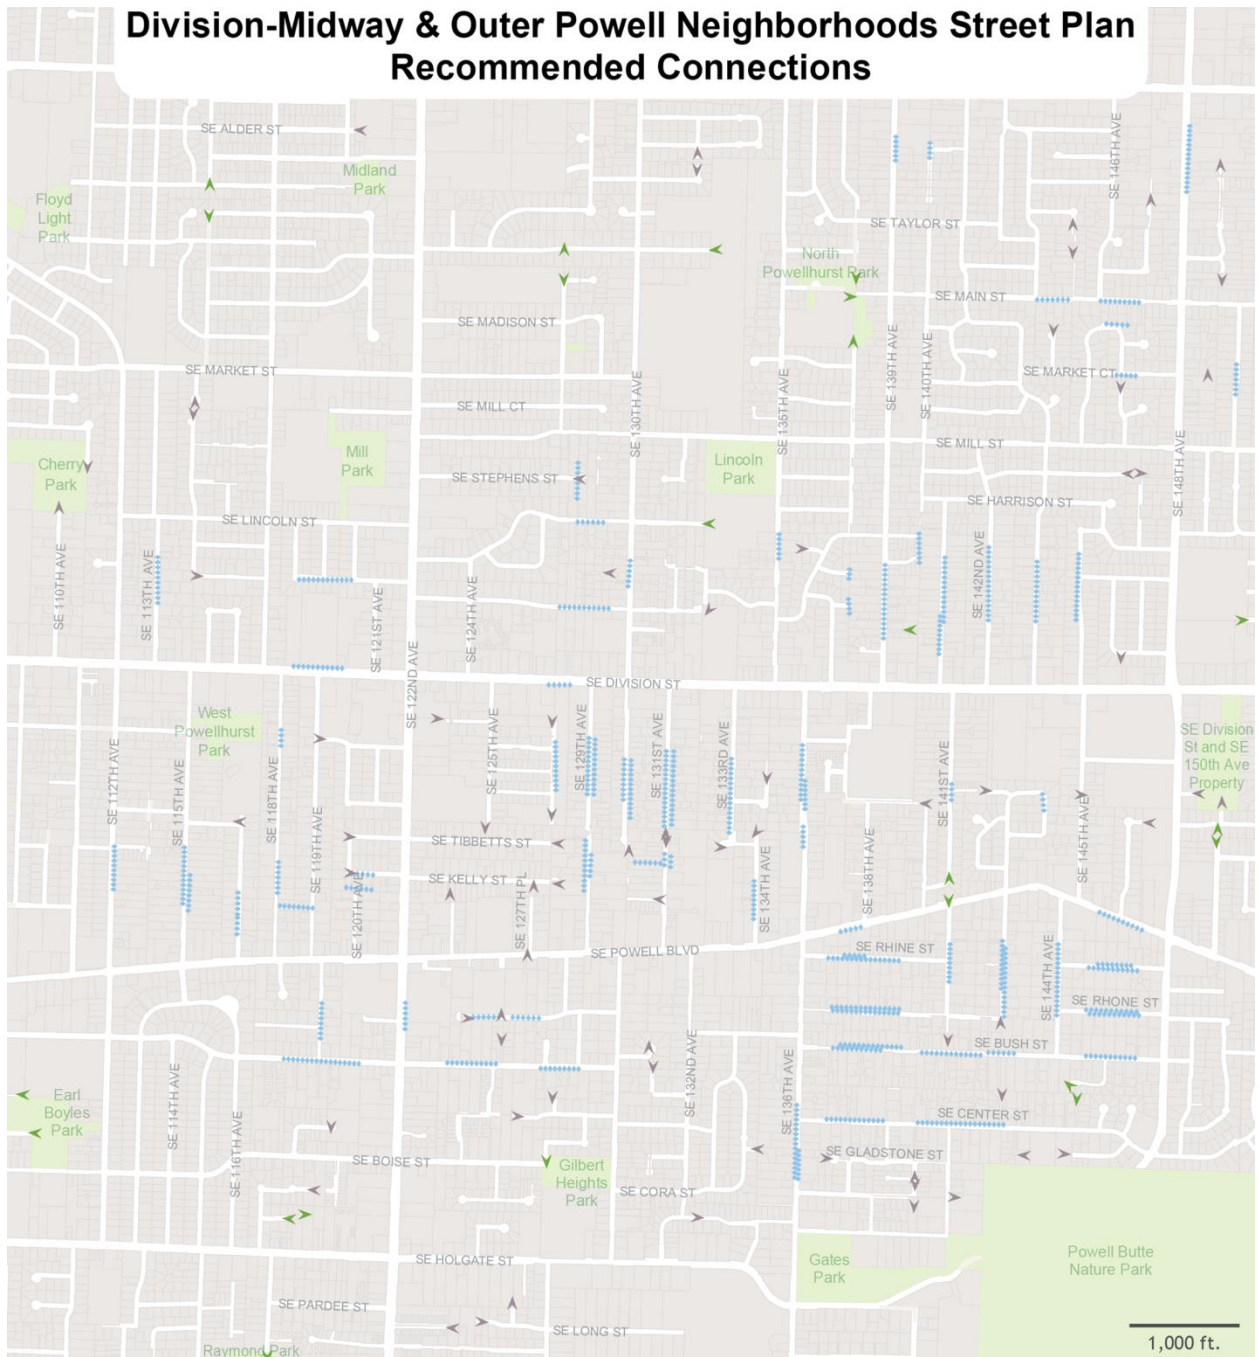 Division-Midway & Outer Powell Neighborhoods Street Plan
Recommended Connections
SE ALDER ST
Midland
Park
SE 146TH AVE
Floyd
Light
Park
SE TAYLOR ST
North
Powellhurst Park
SE MAIN ST
SE MADISON ST
SE 139TH AVE
SE 140TH AVE
SE MARKET ST
SE MARKET CT
SE 130TH AVE
SE 135TH AVE
SE MILL CT
SE MILL ST
SE 148TH AVE
Cherry
Park
Mill
Park
SE STEPHENS ST
Lincoln
Park
SE HARRISON ST
SE LINCOLN ST
SE 110TH AVE
SE 113TH AVE
SE 121ST AVE
SE 124TH AVE
SE 142ND AVE
SE 122ND AVE
SE DIVISION ST
West
Powellhurst
Park
SE 125TH AVE
SE 129TH AVE
SE 131ST AVE
SE 133RD AVE
SE 141ST AVE
SE Division
St and SE
150th Ave
Property
SE 112TH AVE
SE 115TH AVE
SE 118TH AVE
SE 119TH AVE
SE TIBBETTS ST
SE 134TH AVE
SE 138TH AVE
SE 145TH AVE
SE KELLY ST
SE 120TH AVE
SE 127TH PL
SE POWELL BLVD
SE RHINE ST
SE 144TH AVE
SE RHONE ST
SE BUSH ST
SE 114TH AVE
SE 132ND AVE
SE 136TH AVE
Earl
Boyles
Park
SE 116TH AVE
SE CENTER ST
SE BOISE ST
SE GLADSTONE ST
Gilbert
Heights
Park
SE CORA ST
SE HOLGATE ST
Gates
Park
Powell Butte
Nature Park
SE PARDEE ST
SE LONG ST
Raymond Park
1,000 ft.